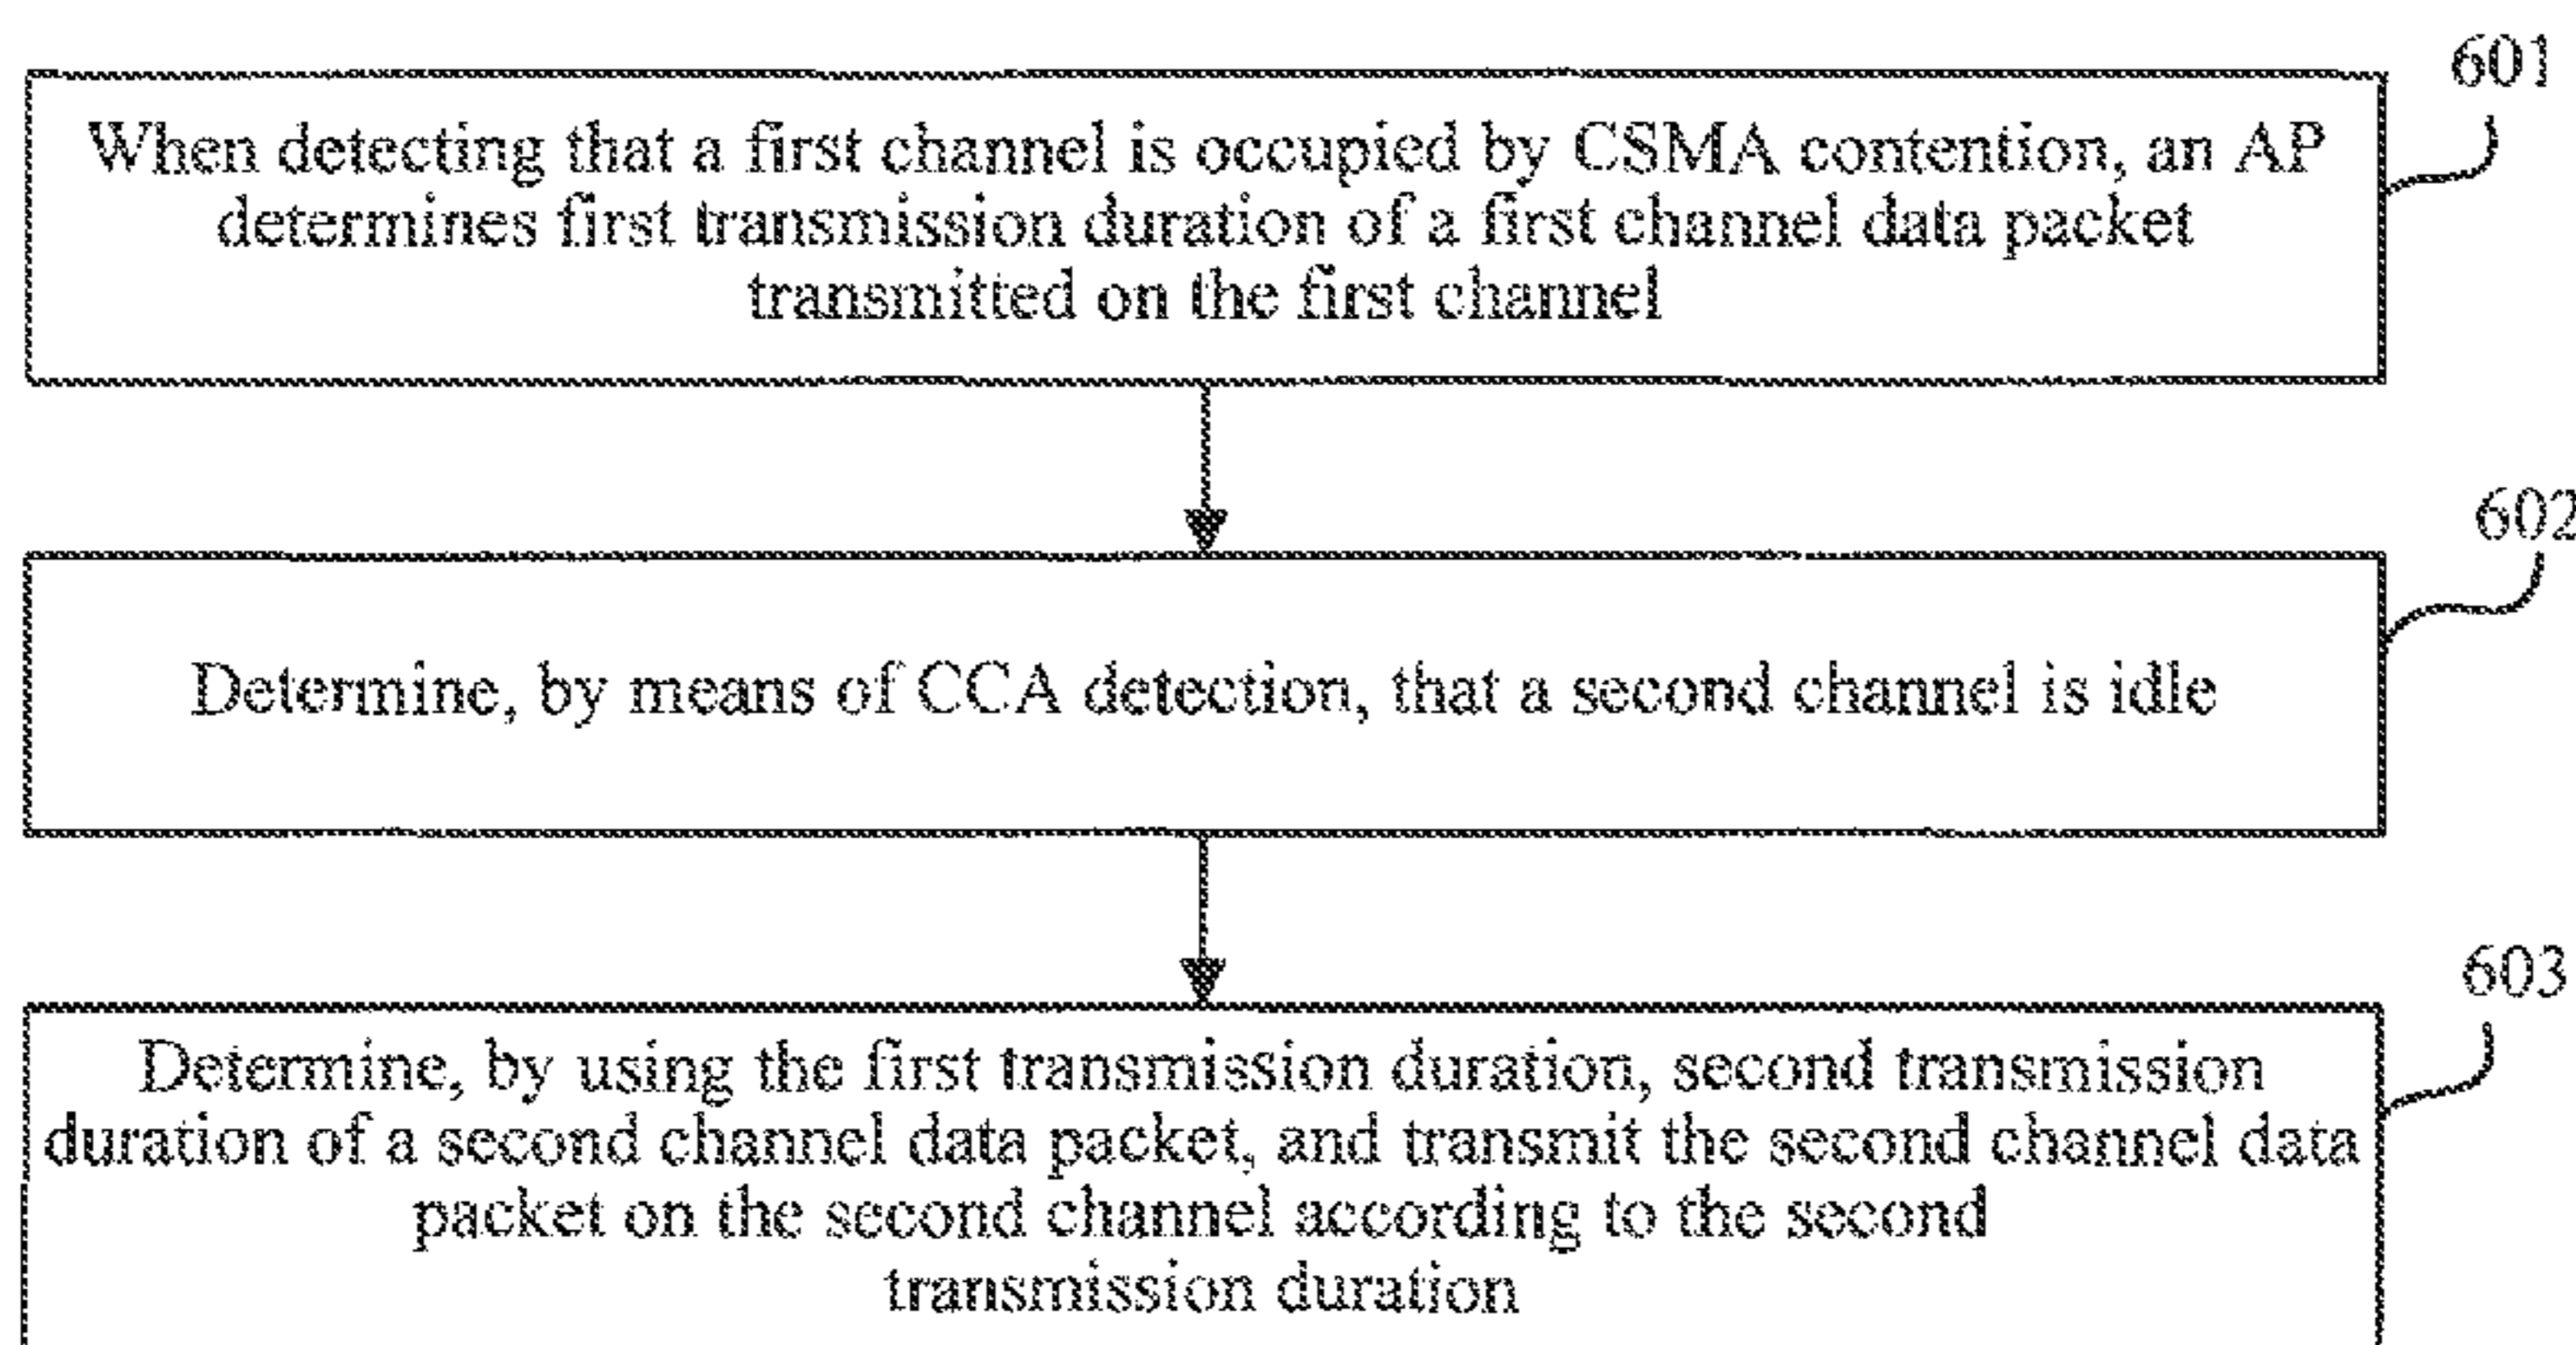 601
When detecting that a first channel is occupied by CSMA contention, an AP
determines first transmission duration of a first channel data packet
transmitted on the first channel
602
Determine, by means of CCA detection, that a second channel is idle
603
Determine, by using the first transmission duration, second transmission
duration of a second channel data packet, and transmit the second channel data
packet on the second channel according to the second
transmission duration